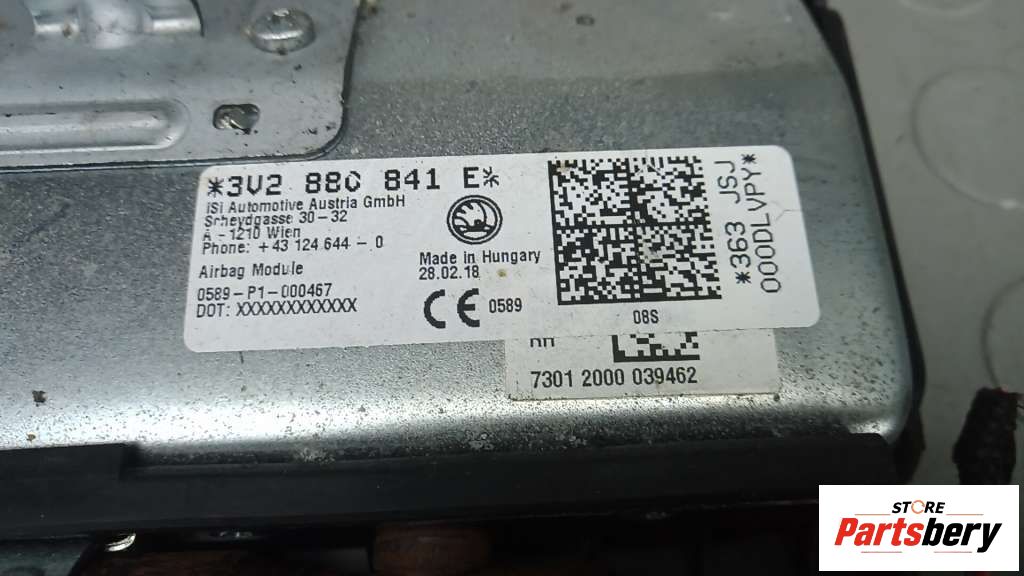 *3V2 880 841 E*
iSi Automotive Austria GmbH
Scheydgasse 30-32
A - 1210 Wien
Phone: +43 124 644 - 0
Airbag Module
0589-P1-000467
DOT: XXXXXXXXXXXX
Made in Hungary
28.02.18
CE 0589
08S
*363 JSJ
000DLVPY*
RH
7301 2000 039462
STORE
Partsbery